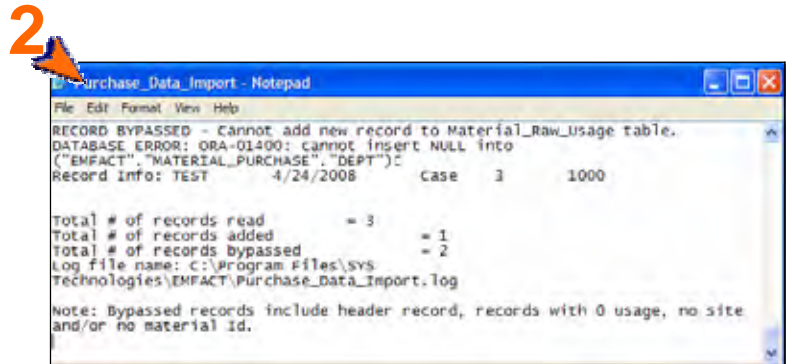 2
Purchase_Data_Import - Notepad
File Edit Format View Help
RECORD BYPASSED - Cannot add new record to Material_Raw_Usage table.
DATABASE ERROR: ORA-01400: cannot insert NULL into
("EMFACT"."MATERIAL_PURCHASE"."DEPT")
Record Info: TEST 4/24/2008 Case 3 1000
Total # of records read = 3
Total # of records added = 1
Total # of records bypassed = 2
Log file name: C:\Program Files\SYS
Technologies\EMFACT\Purchase_Data_Import.log
Note: Bypassed records include header record, records with 0 usage, no site
and/or no material Id.